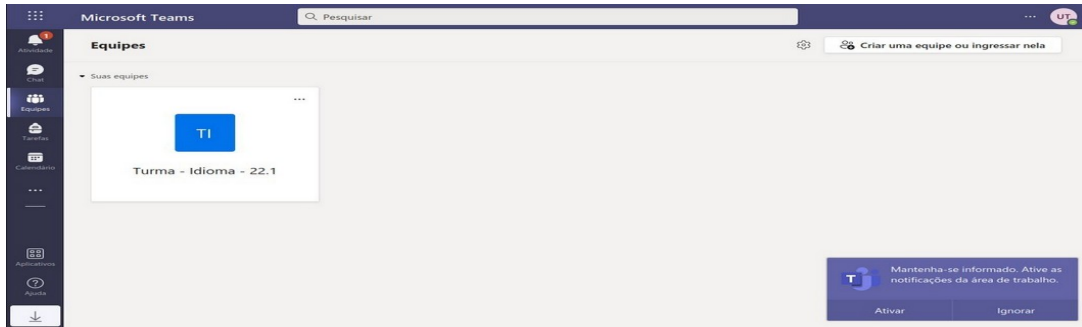 Microsoft Teams
Pesquisar
UT
1
Atividade
Chat
Equipes
Tarefas
Calendário
Aplicativos
Ajuda
Equipes
Criar uma equipe ou ingressar nela
Suas equipes
TI
Turma - Idioma - 22.1
T
Mantenha-se informado. Ative as
notificações da área de trabalho.
Ativar Ignorar